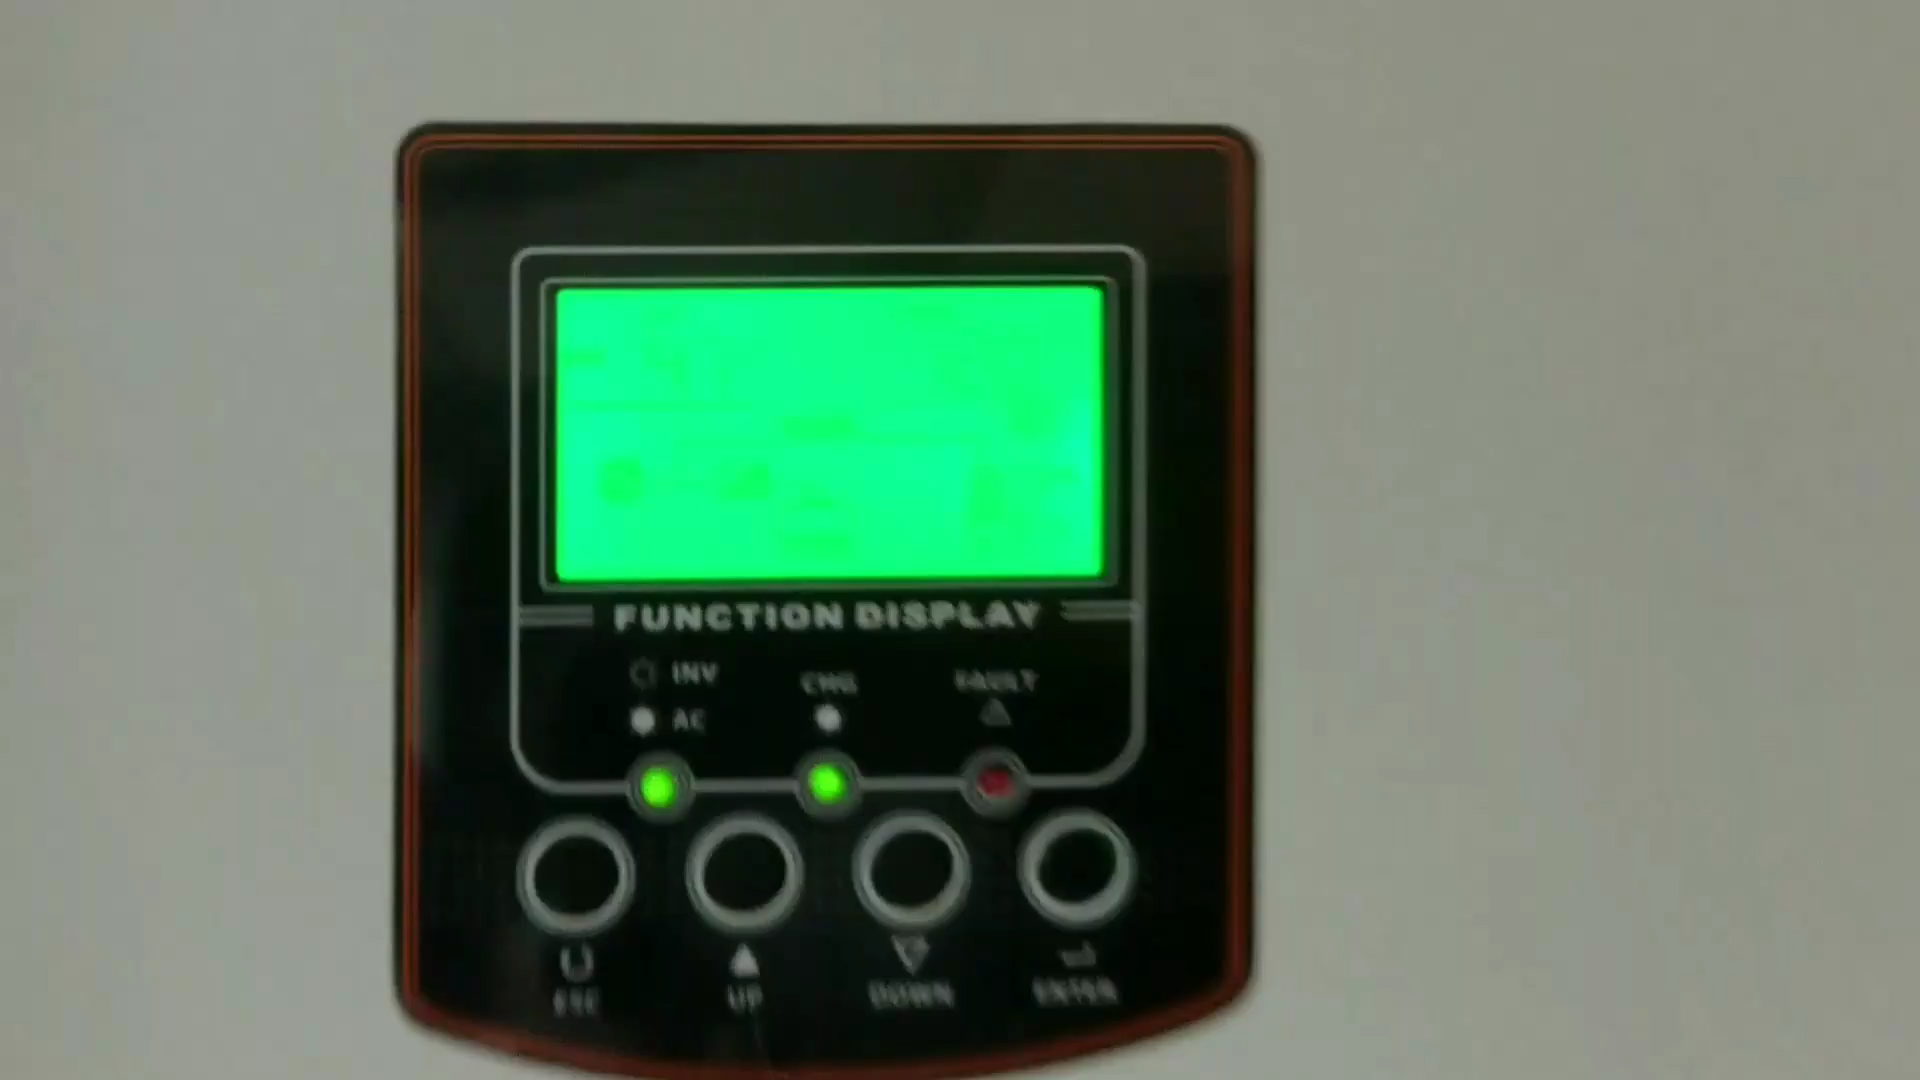 FUNCTION DISPLAY
INV
CHG
FAULT
AC
ESC
UP
DOWN
ENTER